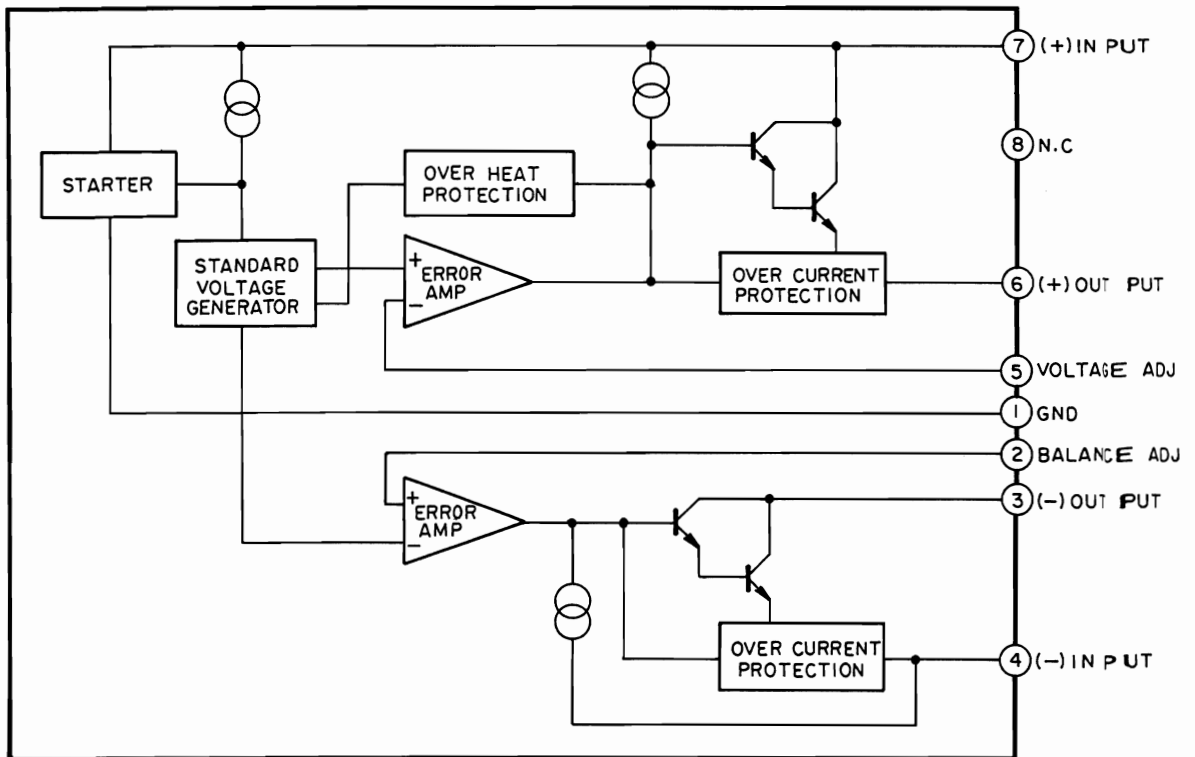 7 (+) IN PUT
8 N.C
STARTER
OVER HEAT
PROTECTION
STANDARD
VOLTAGE
GENERATOR
+
ERROR
AMP
−
OVER CURRENT
PROTECTION
6 (+) OUT PUT
5 VOLTAGE ADJ
1 GND
2 BALANCE ADJ
3 (−) OUT PUT
+
ERROR
AMP
−
OVER CURRENT
PROTECTION
4 (−) IN PUT